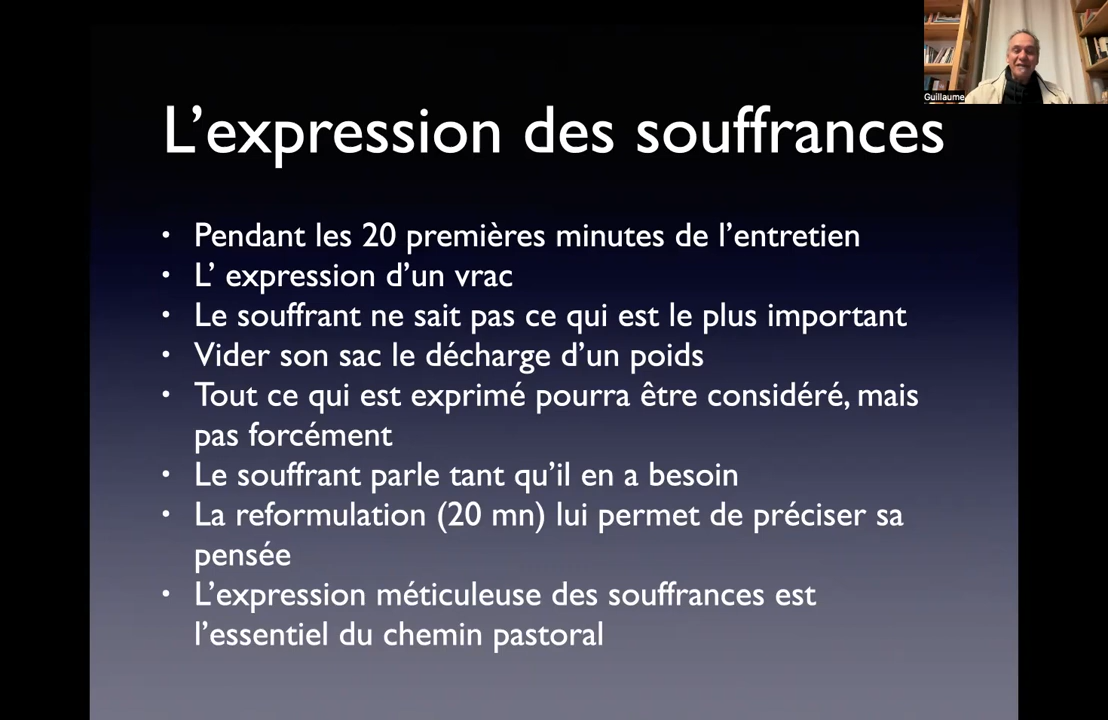 Guillaume
L'expression des souffrances
• Pendant les 20 premières minutes de l'entretien
• L' expression d'un vrac
• Le souffrant ne sait pas ce qui est le plus important
• Vider son sac le décharge d'un poids
• Tout ce qui est exprimé pourra être considéré, mais
pas forcément
• Le souffrant parle tant qu'il en a besoin
• La reformulation (20 mn) lui permet de préciser sa
pensée
• L'expression méticuleuse des souffrances est
l'essentiel du chemin pastoral